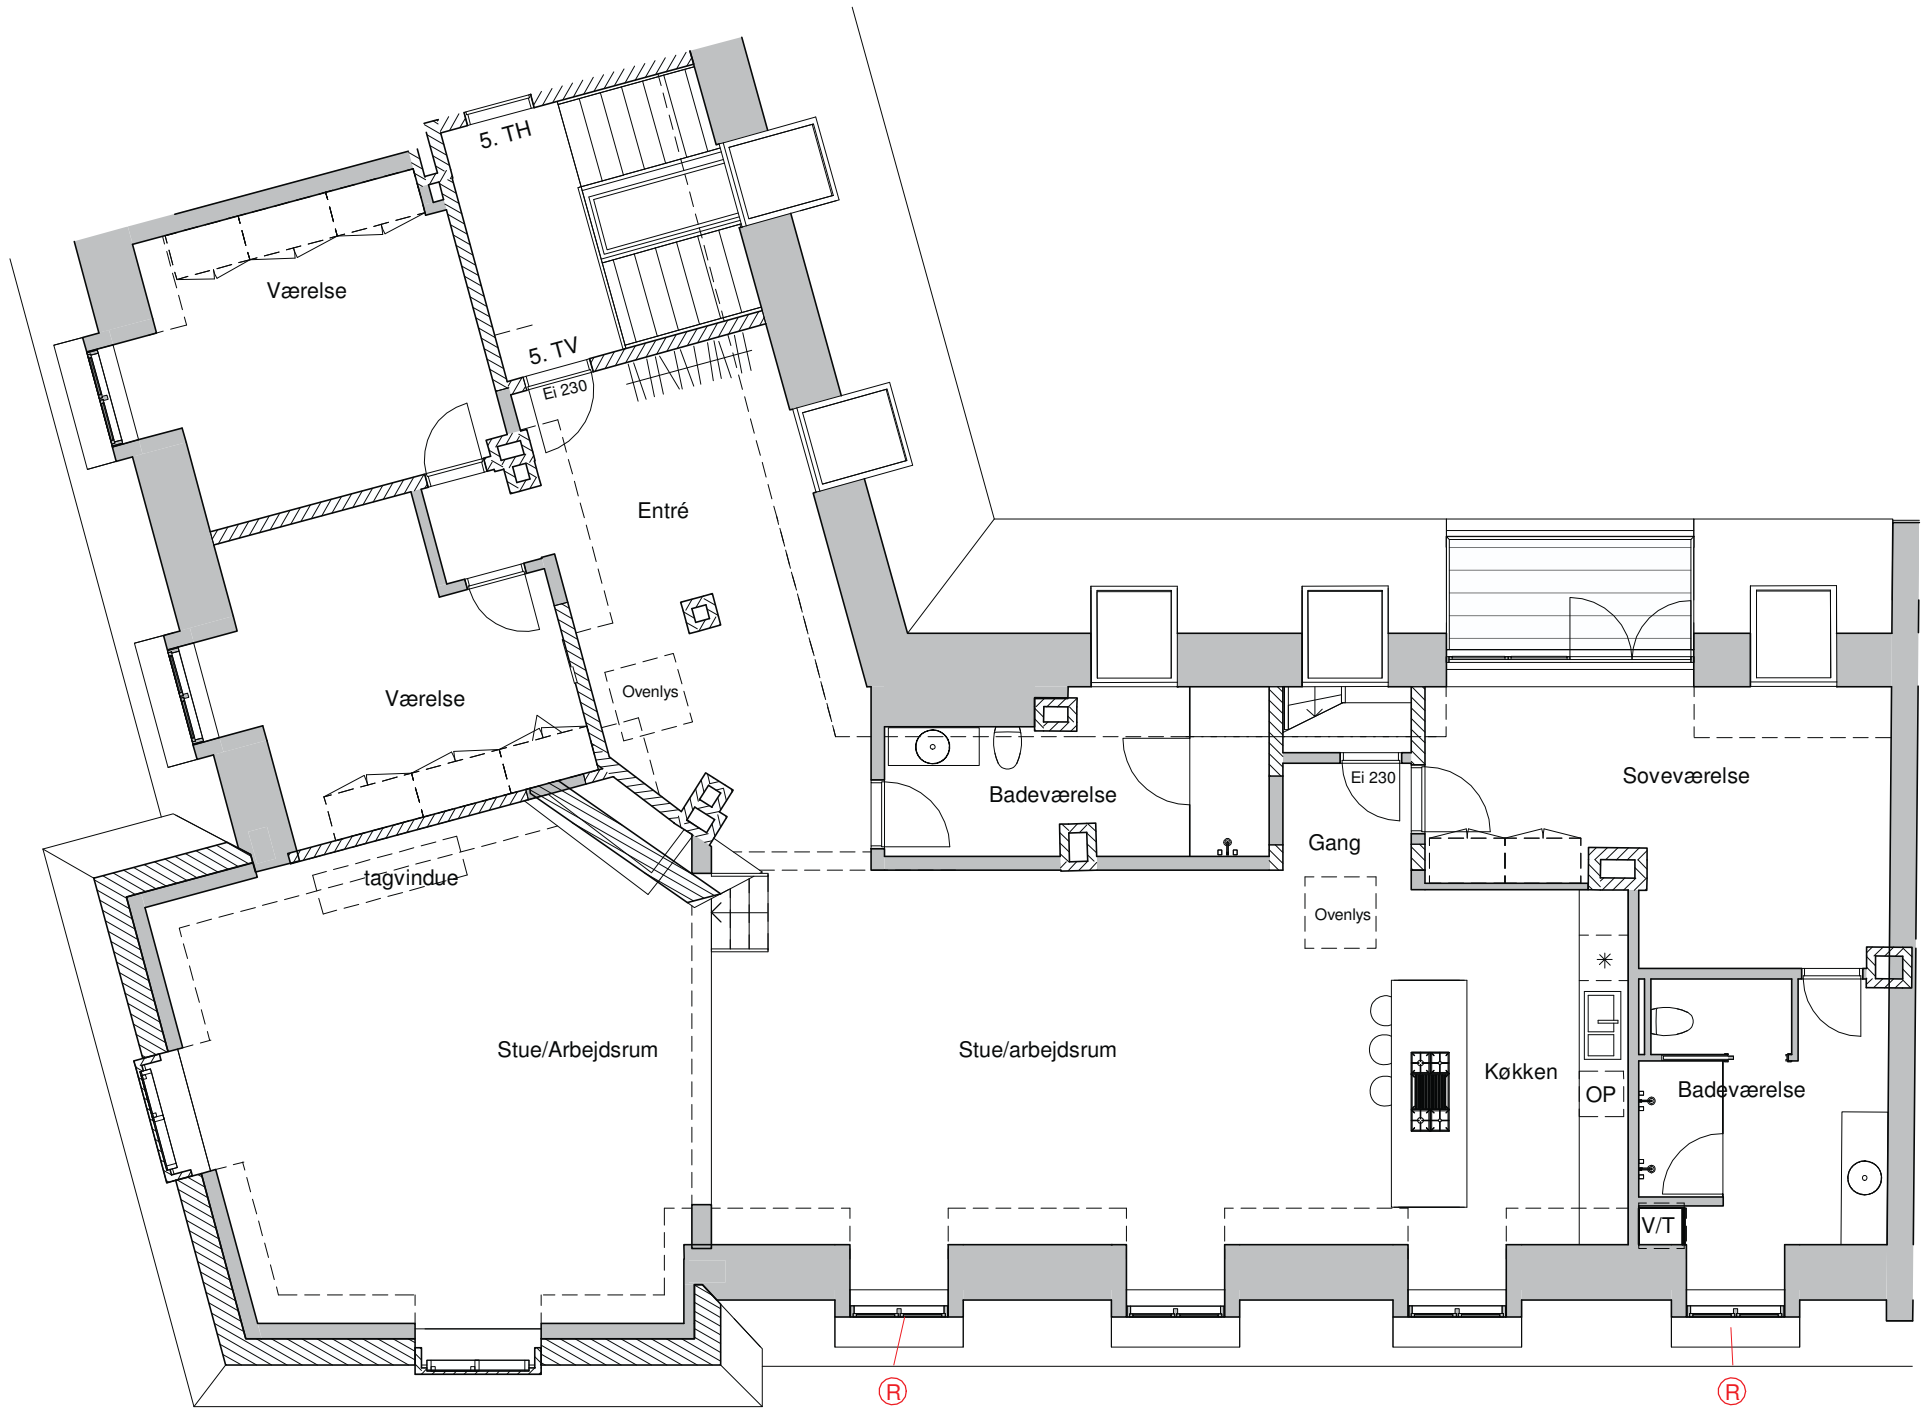 5. TH
Værelse
5. TV
Ei 230
Entré
Ovenlys
Værelse
Soveværelse
Ei 230
Badeværelse
Gang
tagvindue
Ovenlys
Stue/Arbejdsrum
Stue/arbejdsrum
Køkken
OP
Badeværelse
V/T
R
R